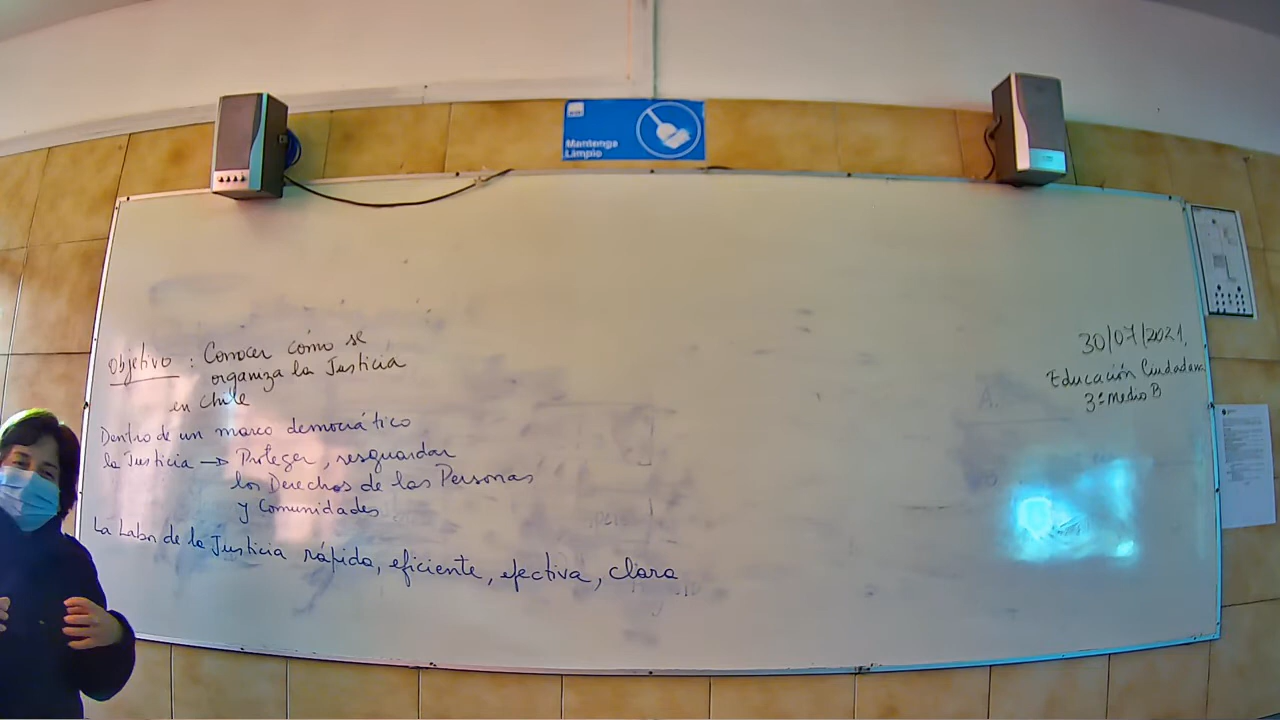 Mantenga
Limpio
30/07/2021
Educación Ciudadana
3º Medio B
Objetivo : Conocer cómo se
organiza la Justicia
en Chile
Dentro de un marco democrático
la Justicia → Proteger, resguardar
los Derechos de las Personas
y Comunidades
La Labor de la Justicia rápida, eficiente, efectiva, clara